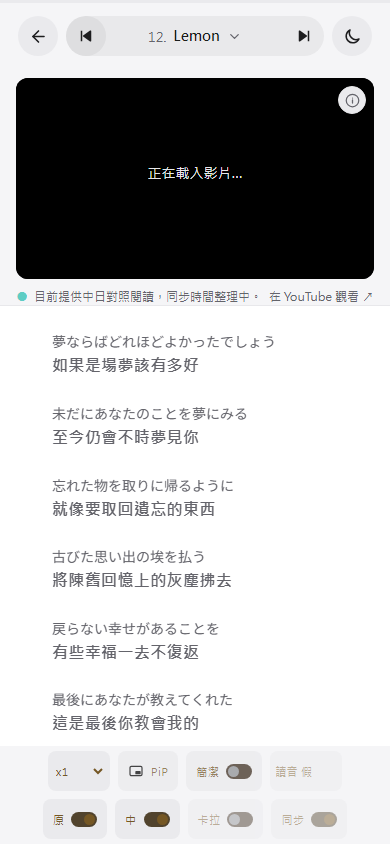 12. Lemon
正在載入影片...
目前提供中日對照閱讀，同步時間整理中。 在 YouTube 觀看 ↗
夢ならばどれほどよかったでしょう
如果是場夢該有多好
未だにあなたのことを夢にみる
至今仍會不時夢見你
忘れた物を取りに帰るように
就像要取回遺忘的東西
古びた思い出の埃を払う
將陳舊回憶上的灰塵拂去
戻らない幸せがあることを
有些幸福一去不復返
最後にあなたが教えてくれた
這是最後你教會我的
x1 PiP 簡潔 讀音 假
原 中 卡拉 同步